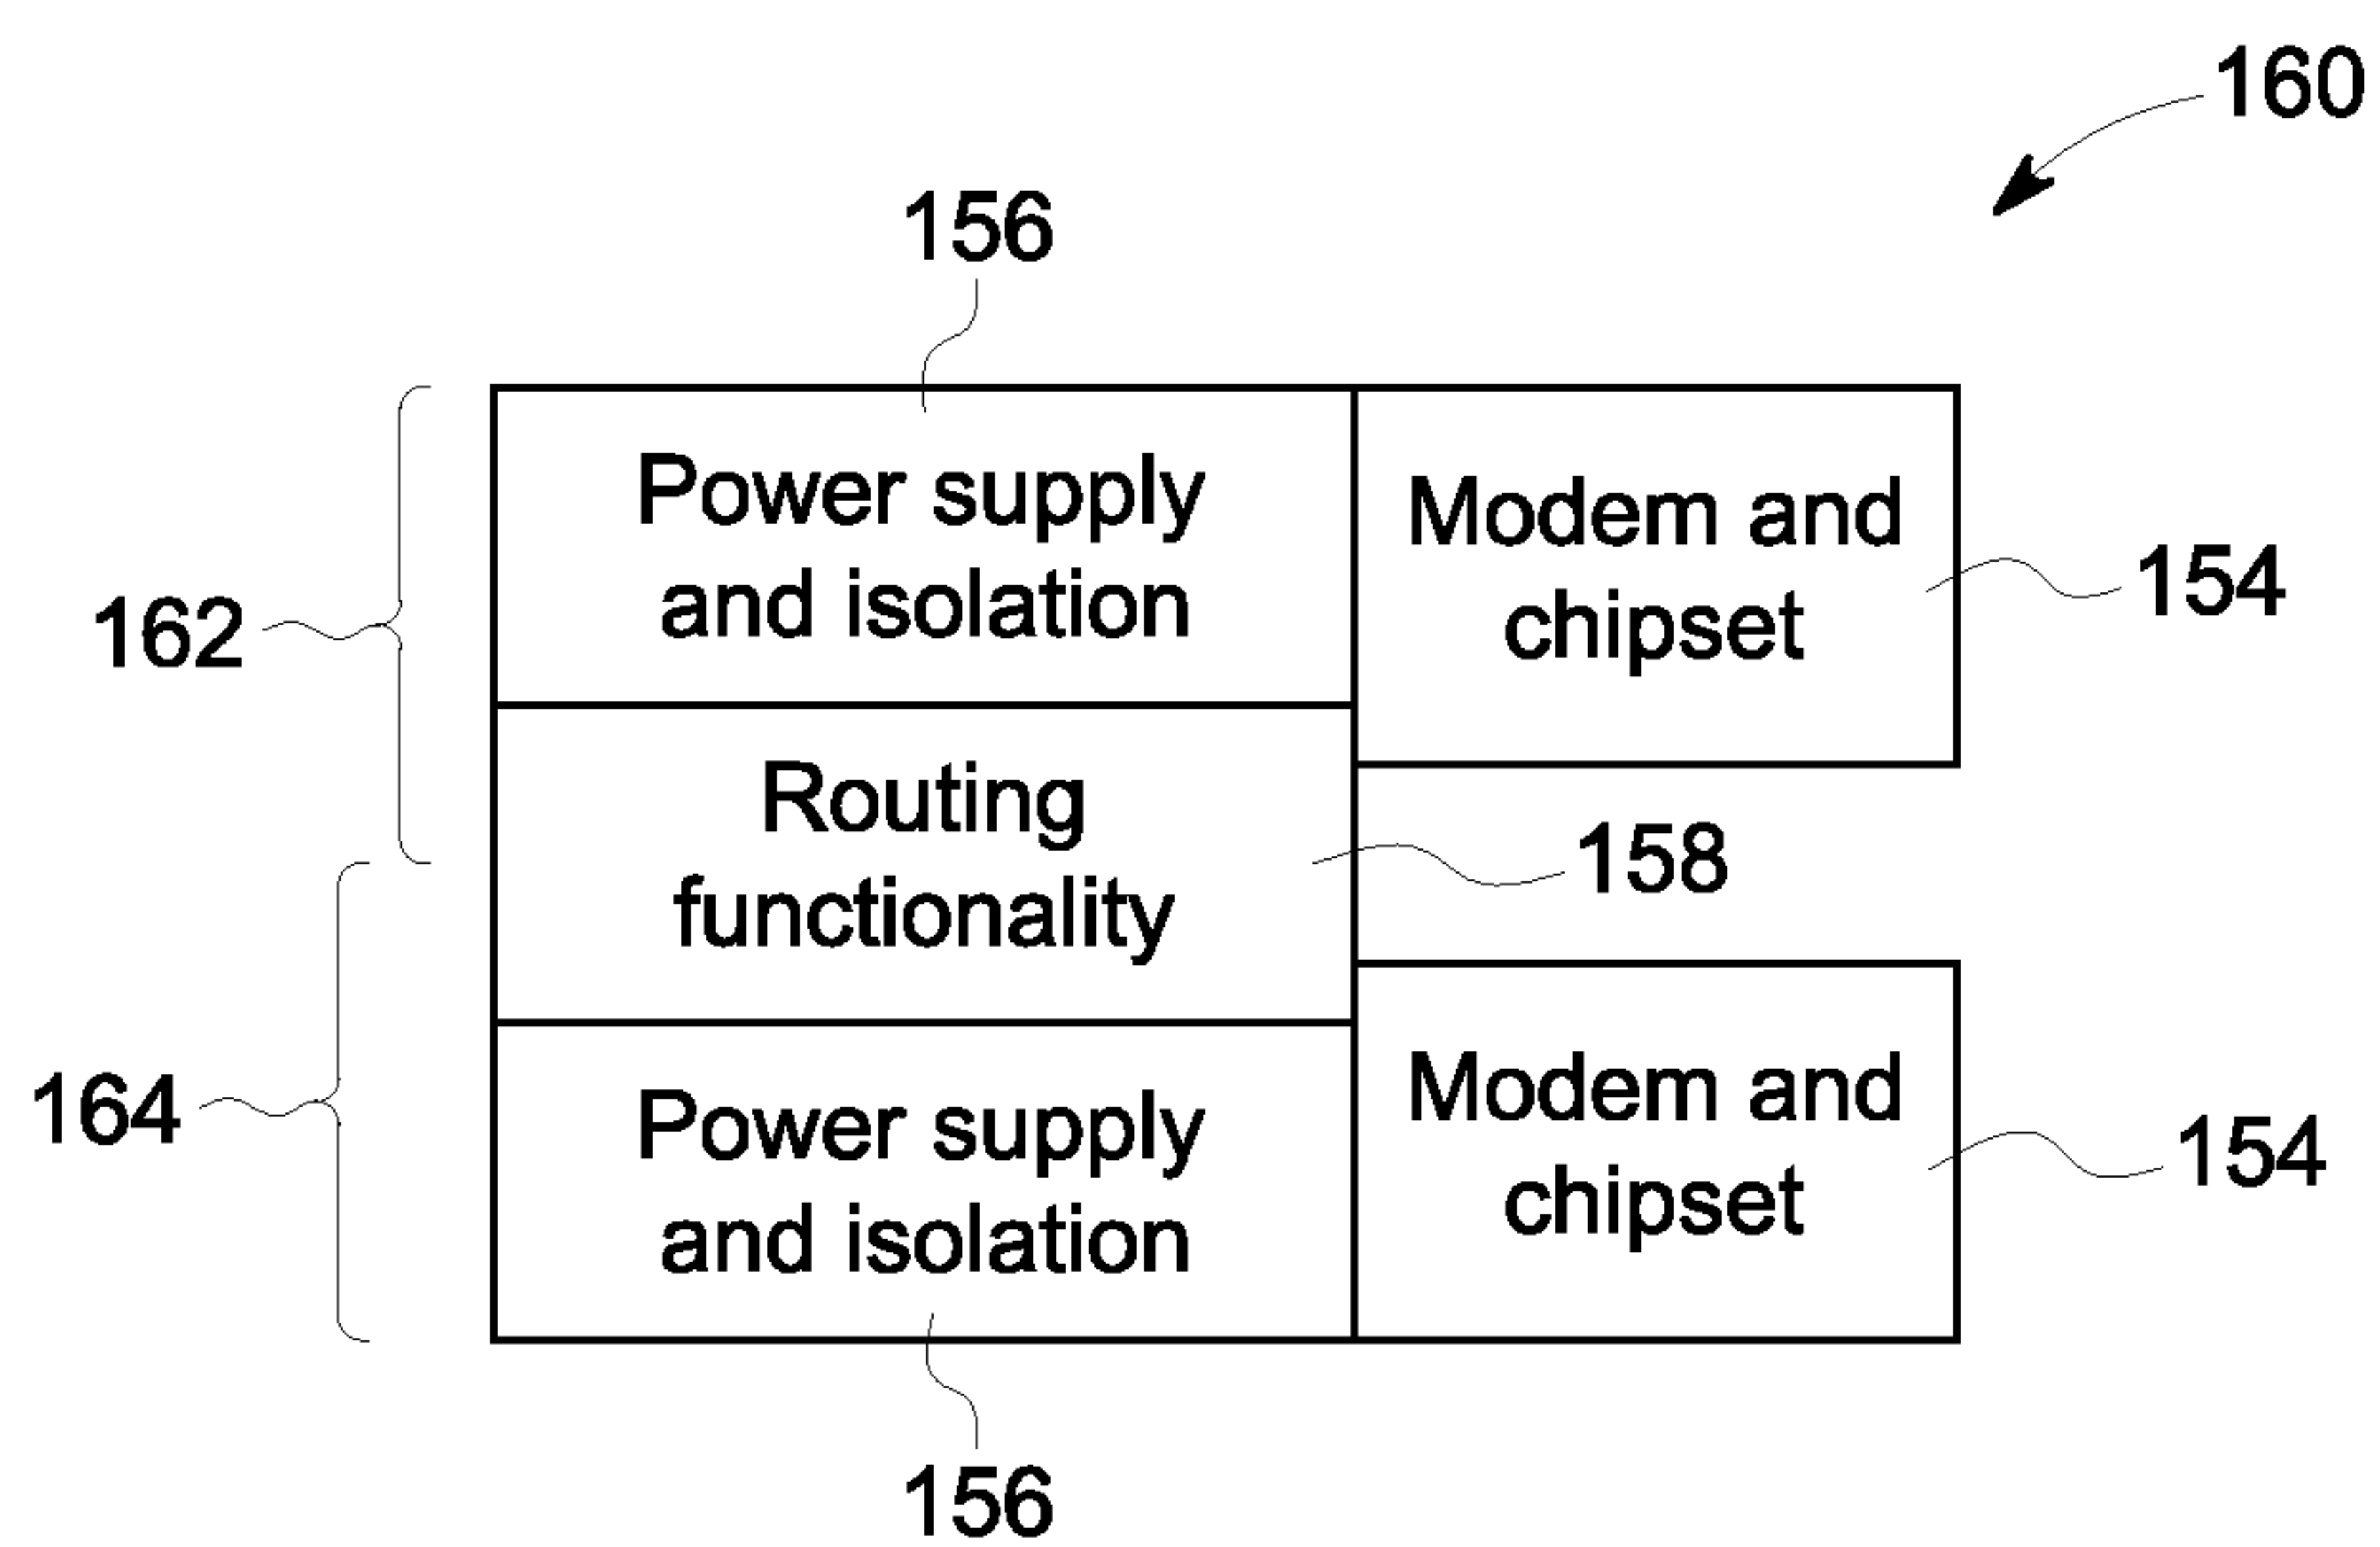 160
156
Power supply
and isolation
Modem and
chipset
154
162
Routing
functionality
158
164
Power supply
and isolation
Modem and
chipset
154
156